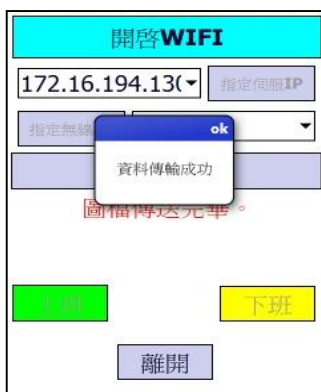 開啓WIFI
172.16.194.13(
指定伺服IP
指定無線
ok
資料傳輸成功
圖檔傳送完畢。
上班
下班
離開